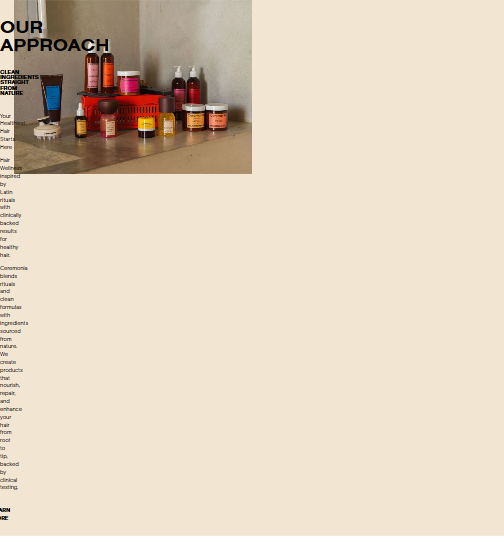 OUR
APPROACH
CLEAN
INGREDIENTS
STRAIGHT
FROM
NATURE
Your
Healthiest
Hair
Starts
Here
Hair
Wellness
inspired
by
Latin
rituals
with
clinically
backed
results
for
healthy
hair.
Ceremonia
blends
rituals
and
clean
formulas
with
ingredients
sourced
from
nature.
We
create
products
that
nourish,
repair,
and
enhance
your
hair
from
root
to
tip,
backed
by
clinical
testing.
ARN
RE